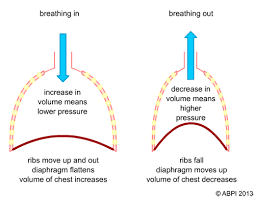 breathing in
breathing out
increase in
volume means
lower pressure
decrease in
volume means
higher
pressure
ribs move up and out
diaphragm flattens
volume of chest increases
ribs fall
diaphragm moves up
volume of chest decreases
© ABPI 2013